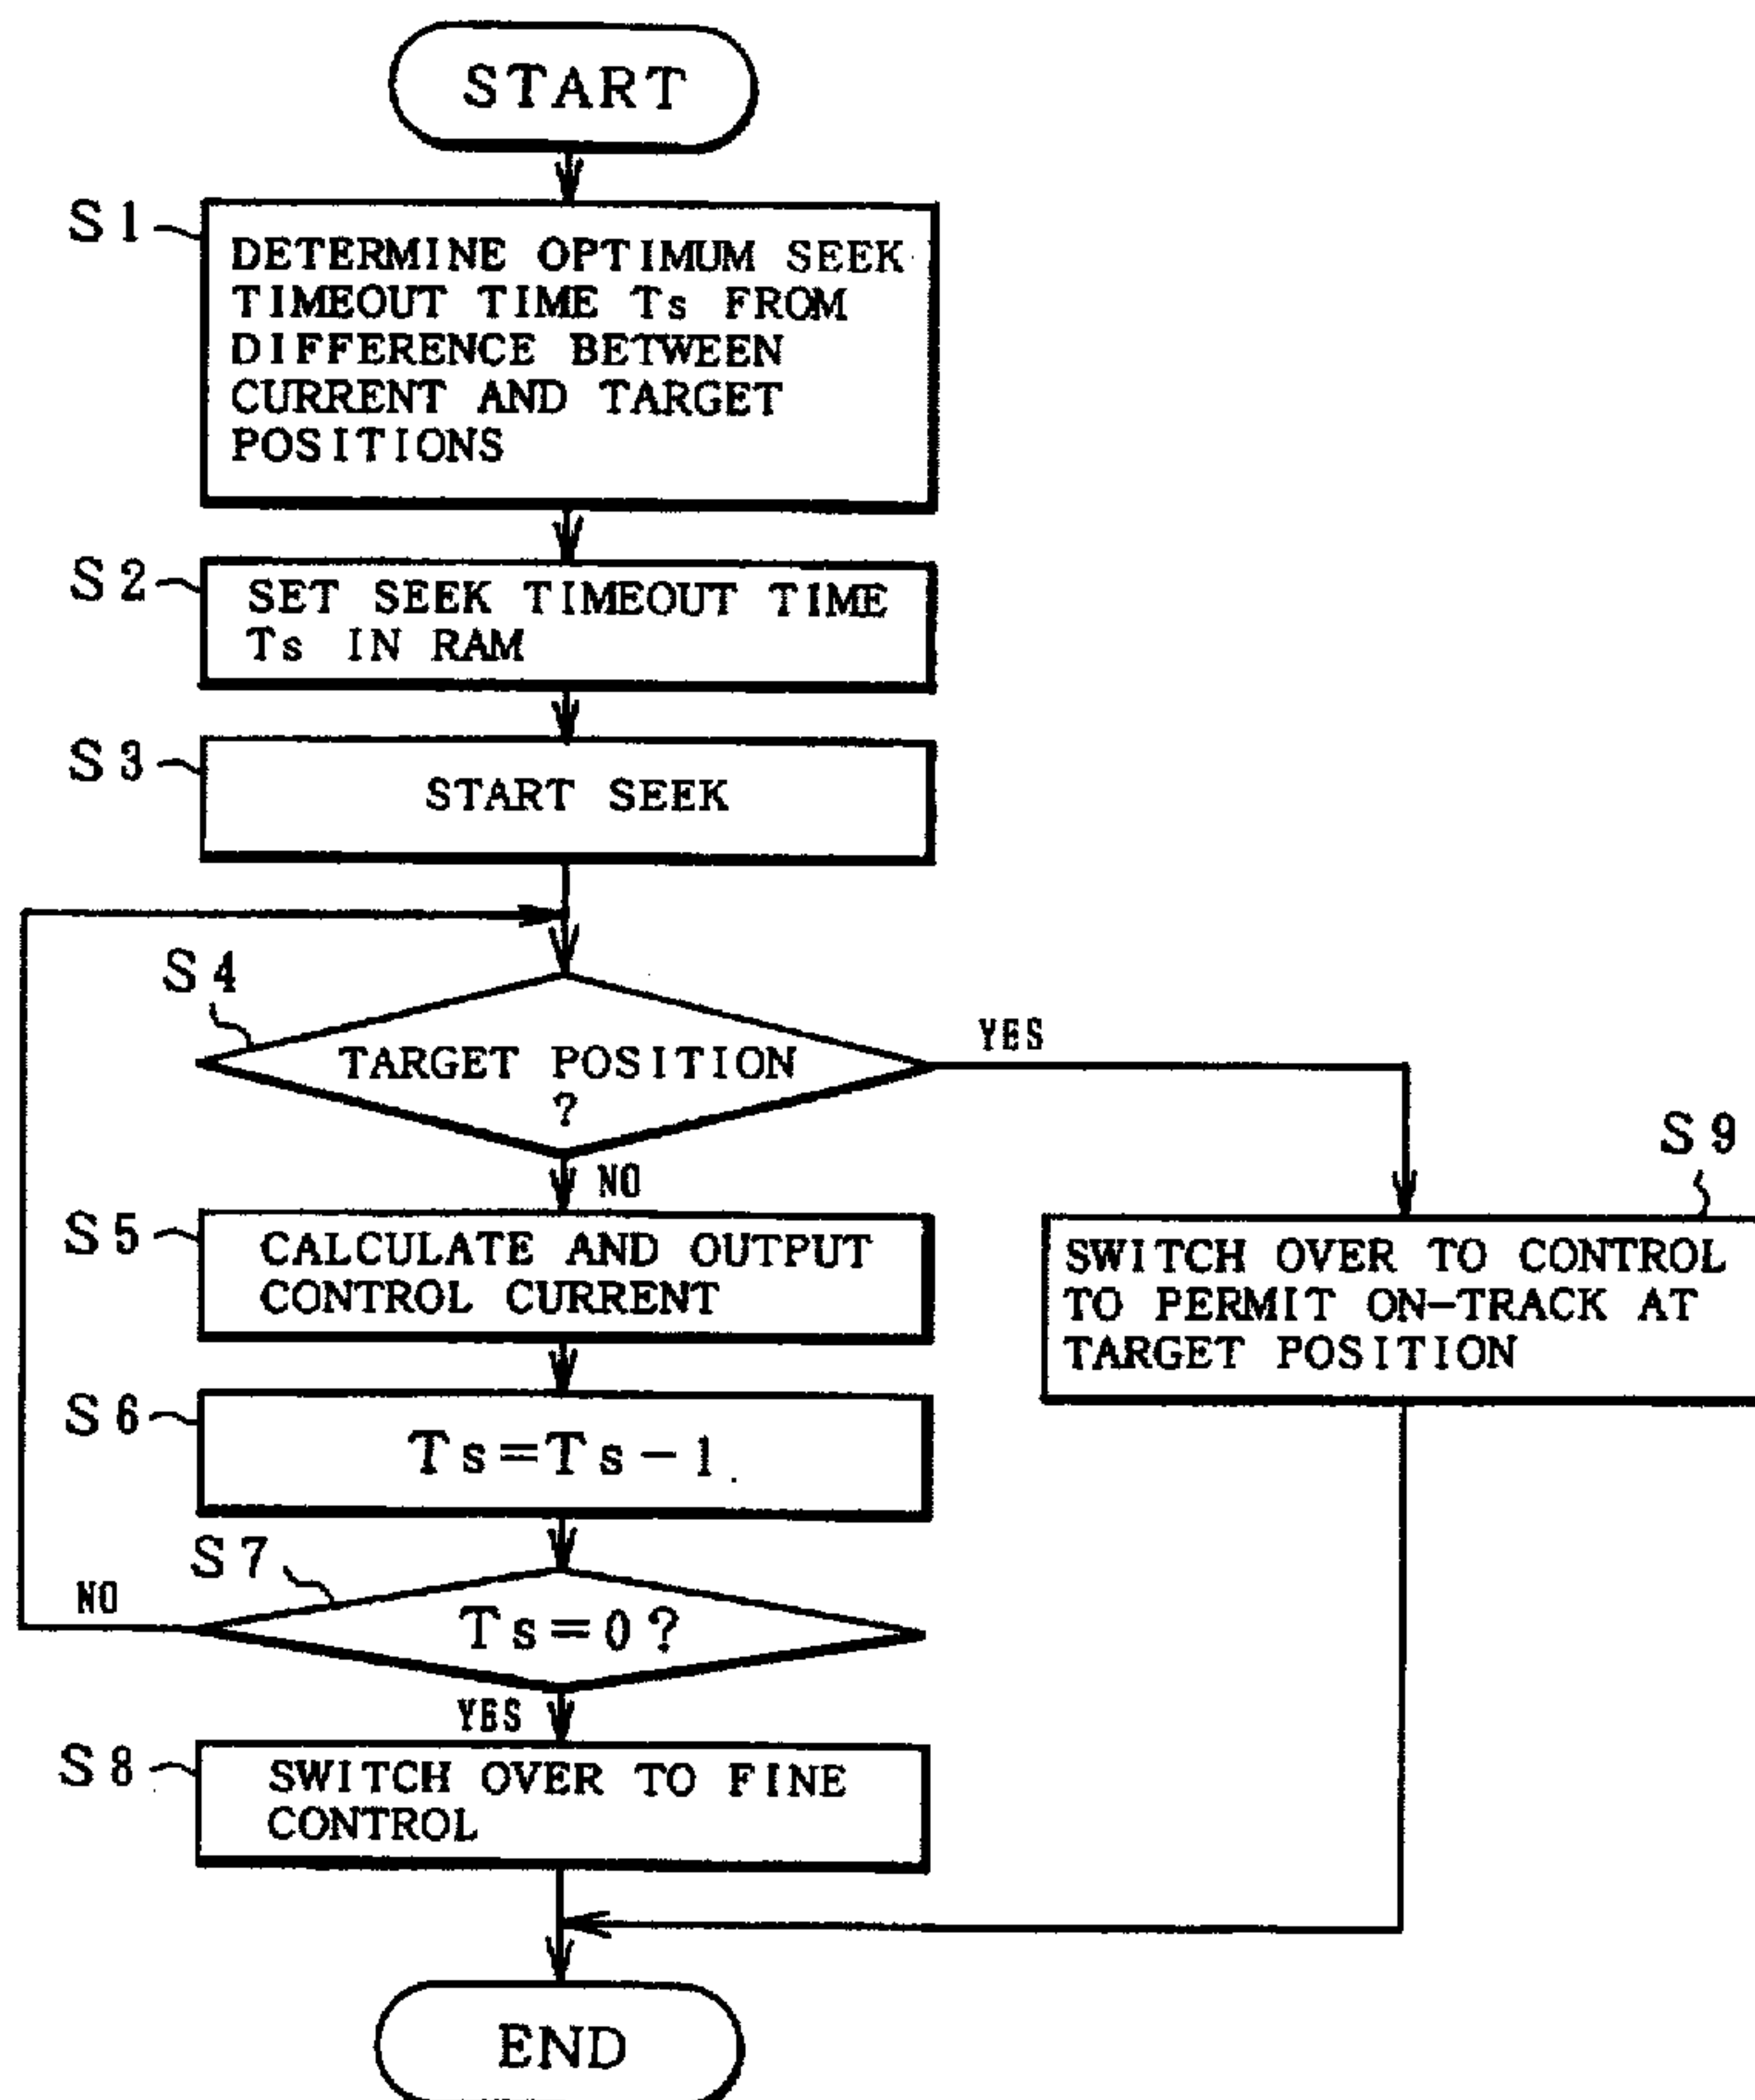 START
S1
DETERMINE OPTIMUM SEEK
TIMEOUT TIME Ts FROM
DIFFERENCE BETWEEN
CURRENT AND TARGET
POSITIONS
S2
SET SEEK TIMEOUT TIME
Ts IN RAM
S3
START SEEK
S4
TARGET POSITION
?
YES
NO
S5
CALCULATE AND OUTPUT
CONTROL CURRENT
S9
SWITCH OVER TO CONTROL
TO PERMIT ON-TRACK AT
TARGET POSITION
S6
Ts=Ts-1
S7
Ts=0?
NO
YES
S8
SWITCH OVER TO FINE
CONTROL
END